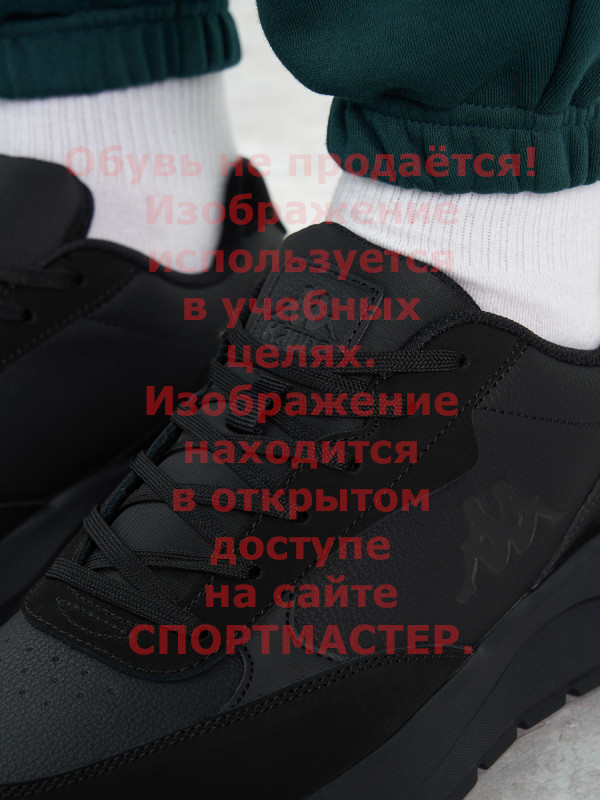 Обувь не продаётся!
Изображение
используется
в учебных
целях.
Изображение
находится
в открытом
доступе
на сайте
СПОРТМАСТЕР.